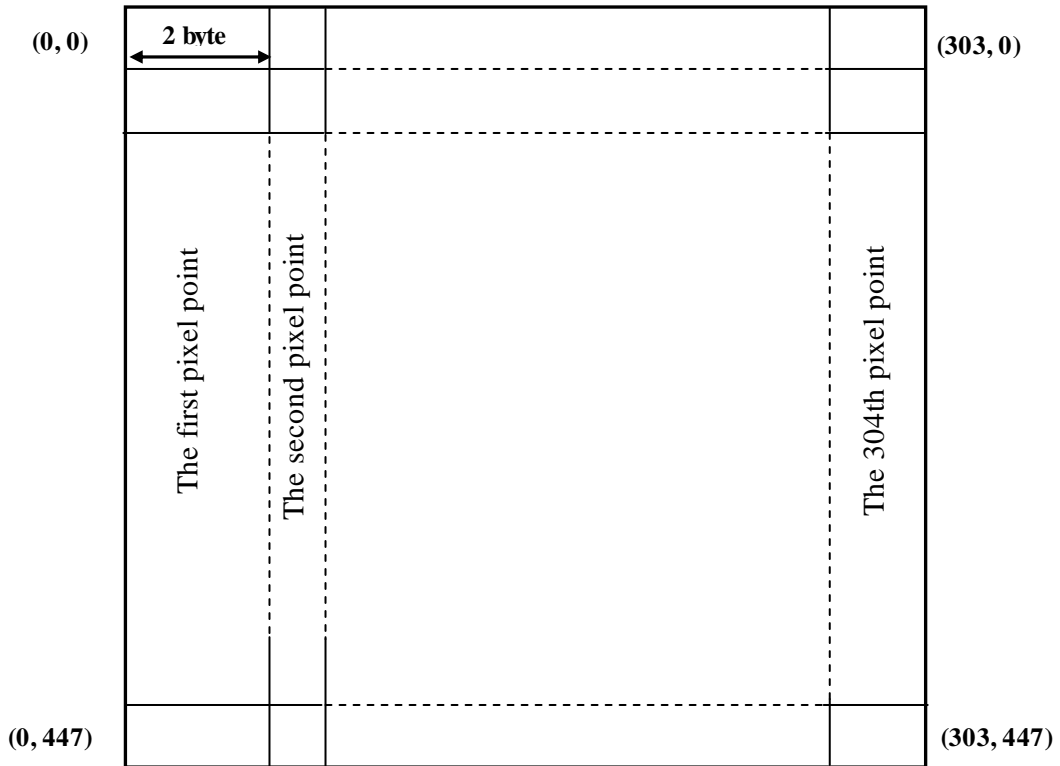 (0, 0)
2 byte
(303, 0)
The first pixel point
The second pixel point
The 304th pixel point
(0, 447)
(303, 447)